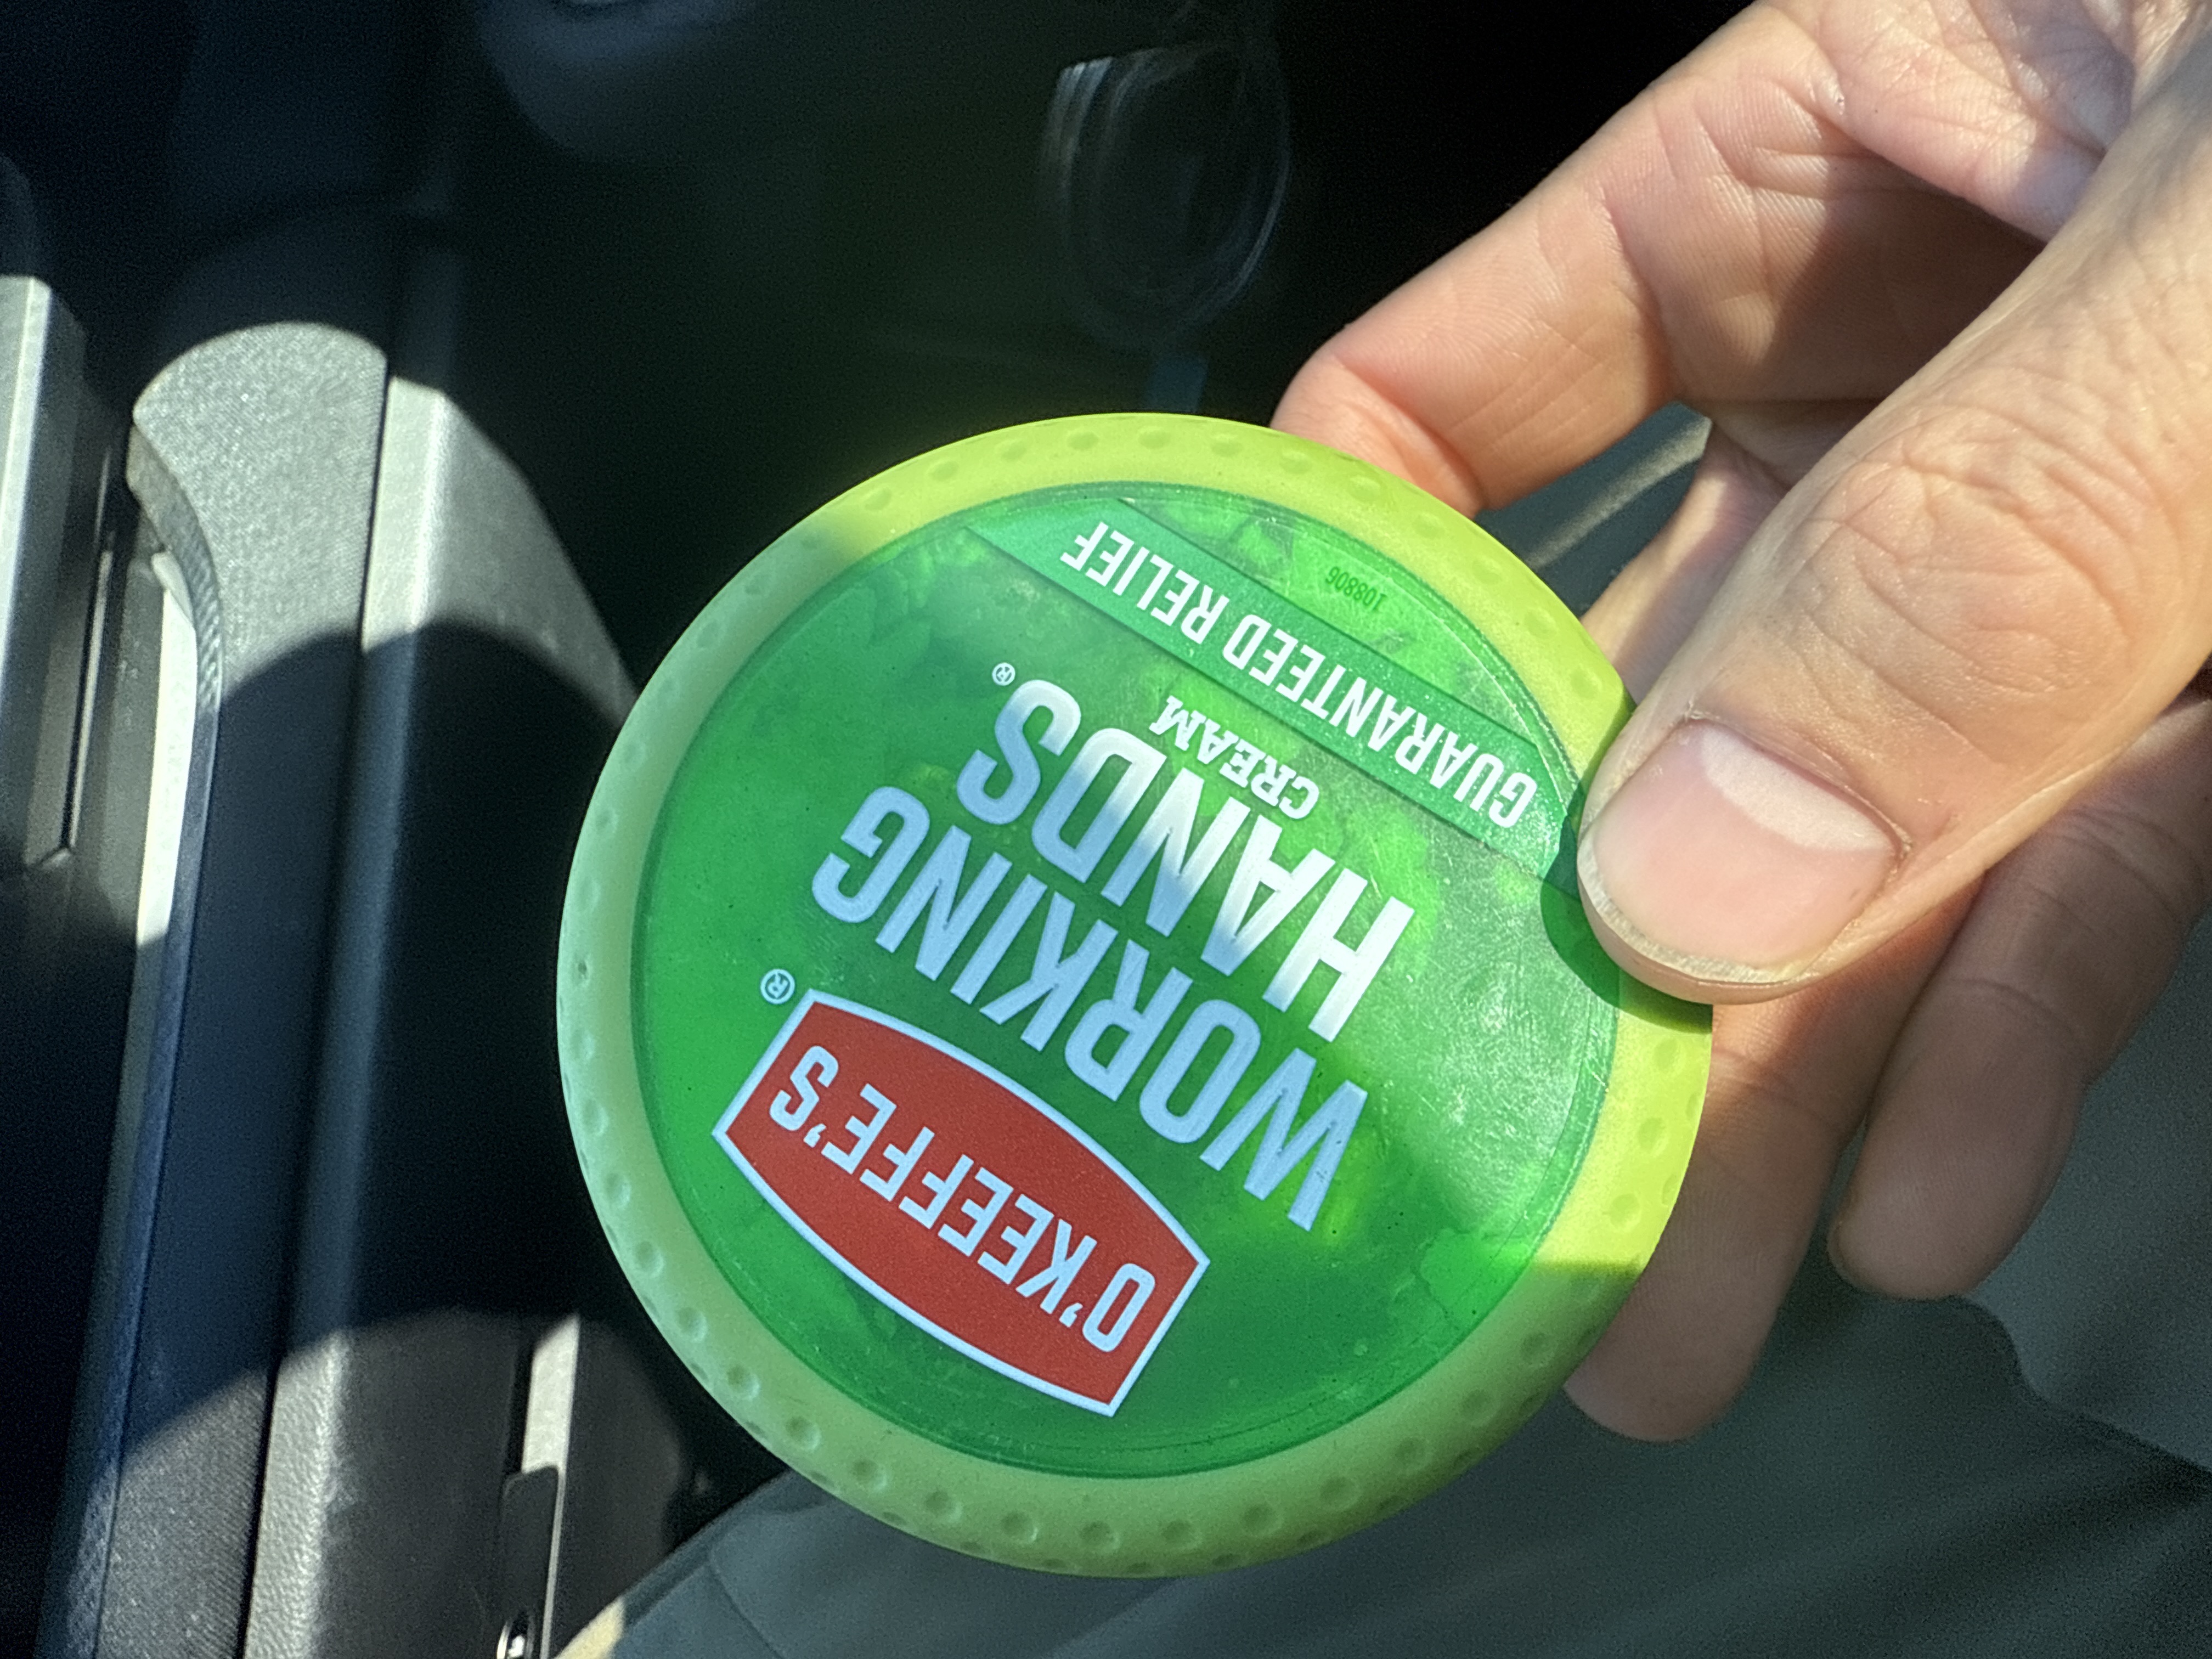 O'KEEFFE'S®
WORKING
HANDS®
CREAM
GUARANTEED RELIEF
108806